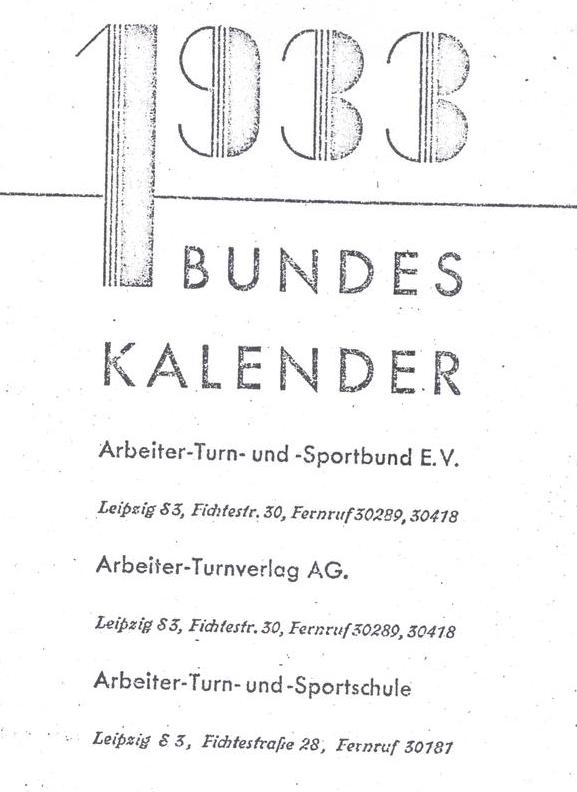 1933
BUNDES
KALENDER
Arbeiter-Turn- und -Sportbund E.V.
Leipzig S3, Fichtestr. 30, Fernruf 30289, 30418
Arbeiter-Turnverlag AG.
Leipzig S3, Fichtestr. 30, Fernruf 30289, 30418
Arbeiter-Turn- und -Sportschule
Leipzig S 3, Fichtestraße 28, Fernruf 30181